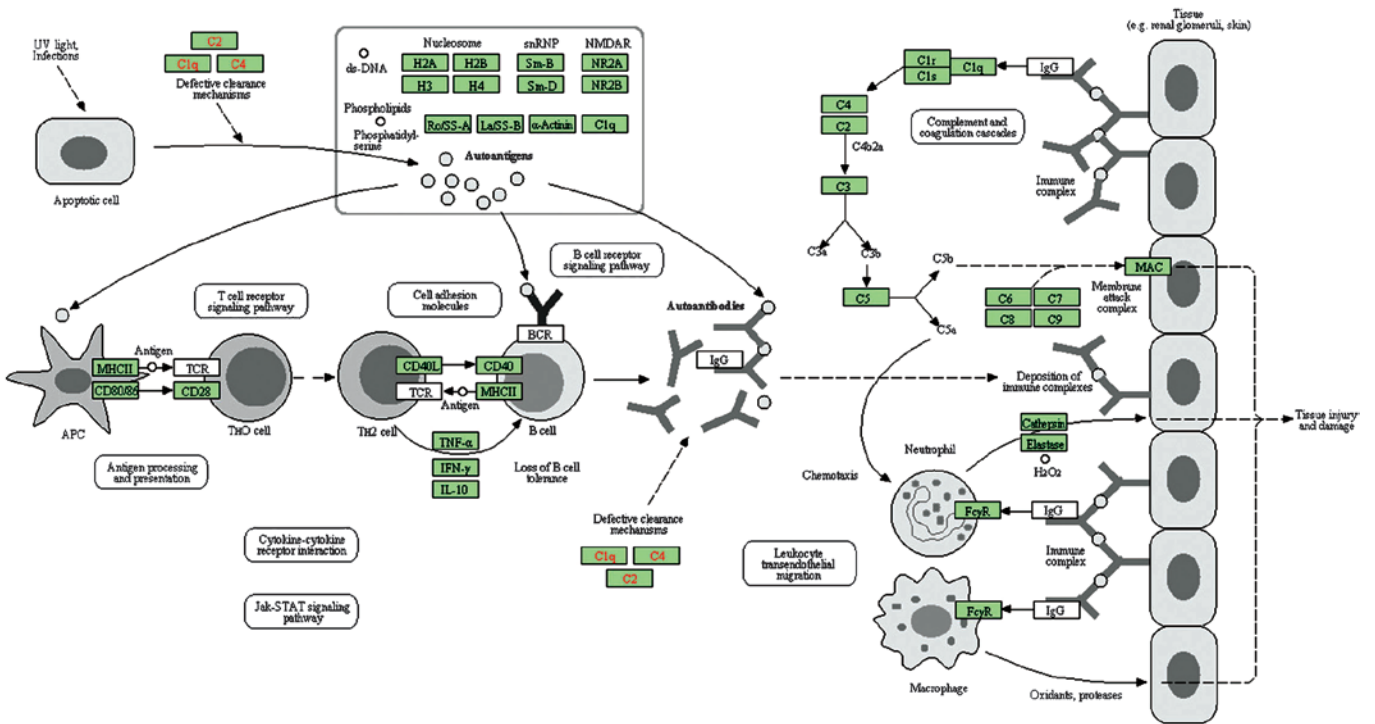 UV light,
Infections
C2
C1q
C4
Defective clearance
mechanisms
Apoptotic cell
Nucleosome
snRNP
NMDAR
ds-DNA
H2A
H2B
Sm-B
NR2A
H3
H4
Sm-D
NR2B
Phospholipids
Phosphatidyl-
serine
Ro/SS-A
La/SS-B
α-Actinin
C1q
Autoantigens
Tissue
(e.g. renal glomeruli, skin)
C1r
C1s
C1q
IgG
C4
C2
C4b2a
Complement and
coagulation cascades
Immune
complex
C3
C3a
C3b
C5
C5b
C5a
C6
C7
C8
C9
MAC
Membrane
attack
complex
B cell receptor
signaling pathway
T cell receptor
signaling pathway
Cell adhesion
molecules
Autoantibodies
IgG
BCR
MHCII
Antigen
TCR
CD80/86
CD28
APC
TH0 cell
CD40L
CD40
TCR
MHCII
Antigen
TH2 cell
B cell
TNF-α
IFN-γ
IL-10
Loss of B cell
tolerance
Antigen processing
and presentation
Cytokine-cytokine
receptor interaction
Jak-STAT signaling
pathway
Defective clearance
mechanisms
C1q
C4
C2
Deposition of
immune complexes
Cathepsin
Elastase
H2O2
Tissue injury
and damage
Neutrophil
Chemotaxis
FcγR
IgG
Immune
complex
Leukocyte
transendothelial
migration
FcγR
IgG
Macrophage
Oxidants, proteases